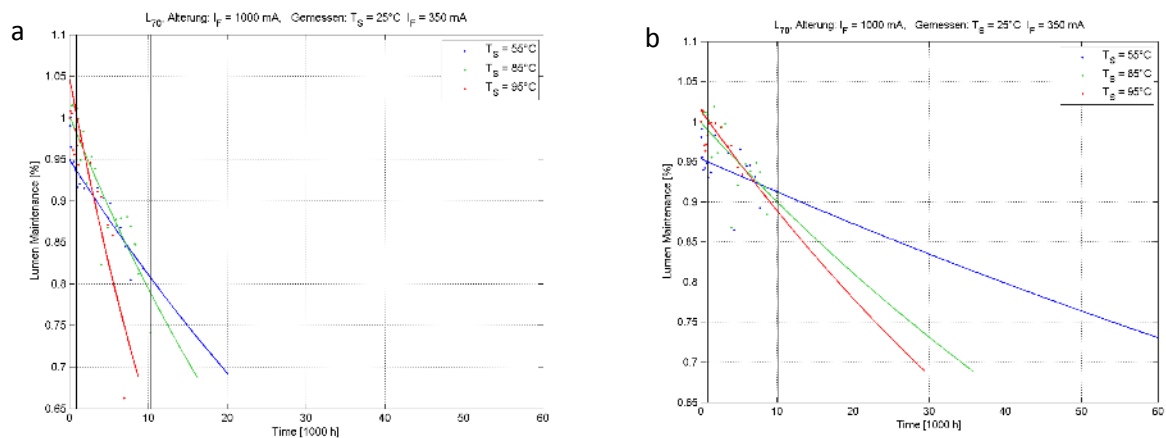 a
L70, Alterung: IF = 1000 mA, Gemessen: TS = 25°C IF = 350 mA
1.1
1.05
1
0.95
0.9
0.85
0.8
0.75
0.7
0.65
Lumen Maintenance [%]
TS = 55°C
TS = 85°C
TS = 95°C
0 10 20 30 40 50 60
Time [1000 h]
b
L70, Alterung: IF = 1000 mA, Gemessen: TS = 25°C IF = 350 mA
1.1
1.05
1
0.95
0.9
0.85
0.8
0.75
0.7
0.65
Lumen Maintenance [%]
TS = 55°C
TS = 85°C
TS = 95°C
0 10 20 30 40 50 60
Time [1000 h]